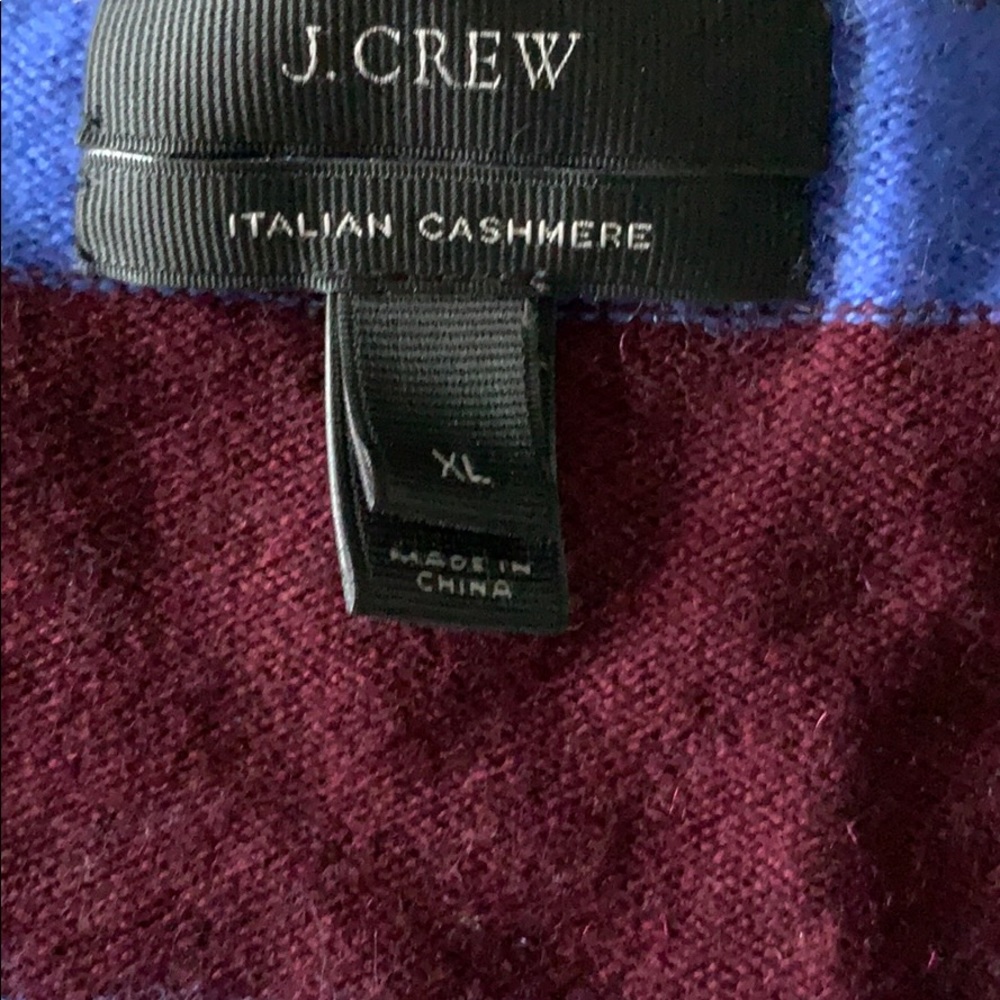 J.CREW
ITALIAN CASHMERE
XL
MADE IN
CHINA